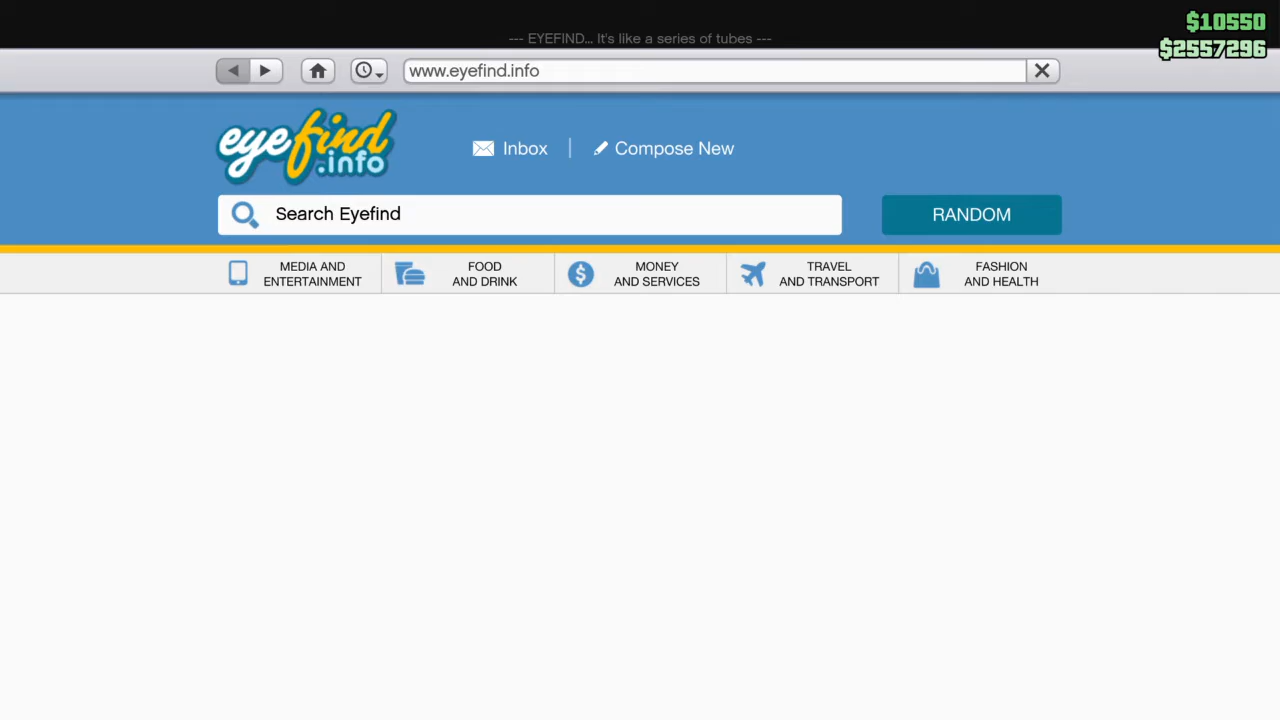 $10550
--- EYEFIND... It's like a series of tubes ---
$2557296
www.eyefind.info
eyefind
.info
Inbox
Compose New
Search Eyefind
RANDOM
MEDIA AND
ENTERTAINMENT
FOOD
AND DRINK
MONEY
AND SERVICES
TRAVEL
AND TRANSPORT
FASHION
AND HEALTH